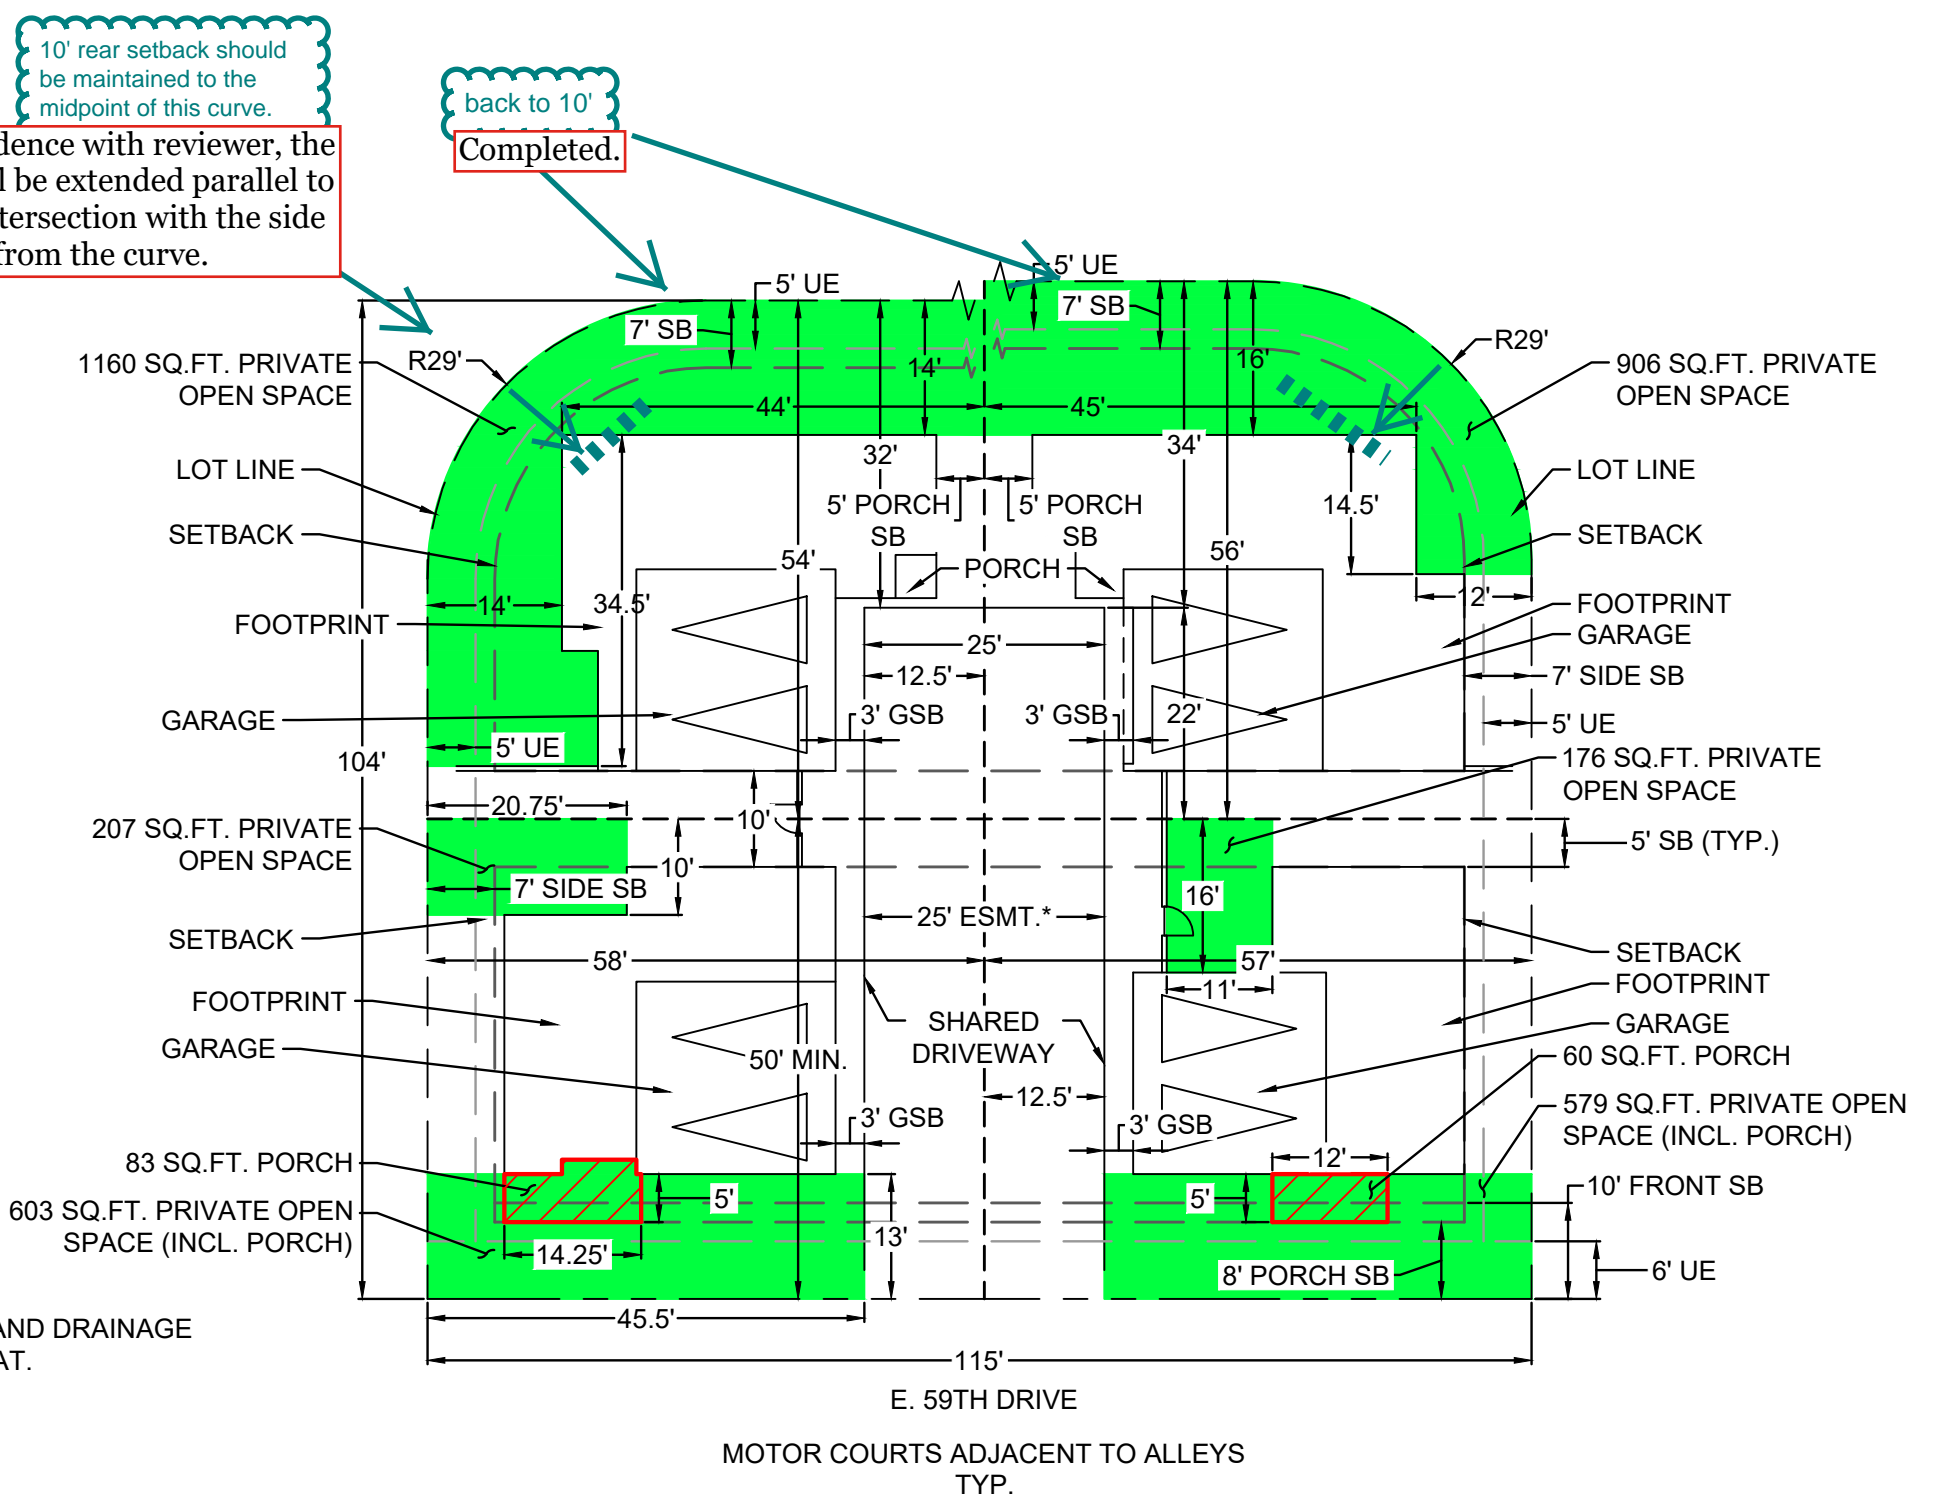 10' rear setback should
be maintained to the
midpoint of this curve.
back to 10'
dence with reviewer, the
l be extended parallel to
tersection with the side
from the curve.
Completed.
5' UE
5' UE
7' SB
7' SB
R29'
R29'
1160 SQ.FT. PRIVATE
OPEN SPACE
14'
16'
906 SQ.FT. PRIVATE
OPEN SPACE
44'
45'
LOT LINE
32'
34'
LOT LINE
5' PORCH
SB
5' PORCH
SB
14.5'
SETBACK
SETBACK
54'
56'
PORCH
14'
34.5'
12'
FOOTPRINT
FOOTPRINT
GARAGE
25'
12.5'
7' SIDE SB
GARAGE
3' GSB
3' GSB
22'
5' UE
5' UE
104'
176 SQ.FT. PRIVATE
OPEN SPACE
20.75'
10'
207 SQ.FT. PRIVATE
OPEN SPACE
10'
5' SB (TYP.)
7' SIDE SB
16'
25' ESMT.*
SETBACK
SETBACK
58'
57'
FOOTPRINT
FOOTPRINT
11'
SHARED
DRIVEWAY
GARAGE
GARAGE
50' MIN.
60 SQ.FT. PORCH
12.5'
3' GSB
3' GSB
579 SQ.FT. PRIVATE OPEN
SPACE (INCL. PORCH)
83 SQ.FT. PORCH
12'
5'
5'
10' FRONT SB
603 SQ.FT. PRIVATE OPEN
SPACE (INCL. PORCH)
13'
14.25'
8' PORCH SB
6' UE
45.5'
AND DRAINAGE
AT.
115'
E. 59TH DRIVE
MOTOR COURTS ADJACENT TO ALLEYS
TYP.